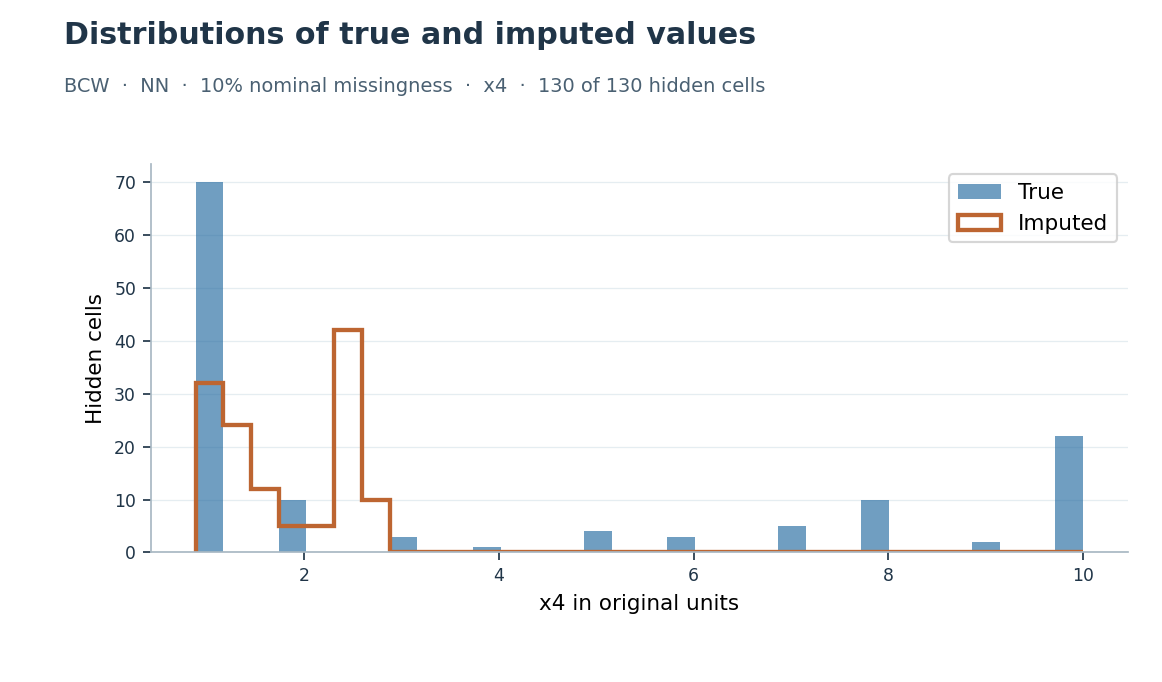 Distributions of true and imputed values
BCW · NN · 10% nominal missingness · x4 · 130 of 130 hidden cells
True
Imputed
Hidden cells
70
60
50
40
30
20
10
0
2 4 6 8 10
x4 in original units